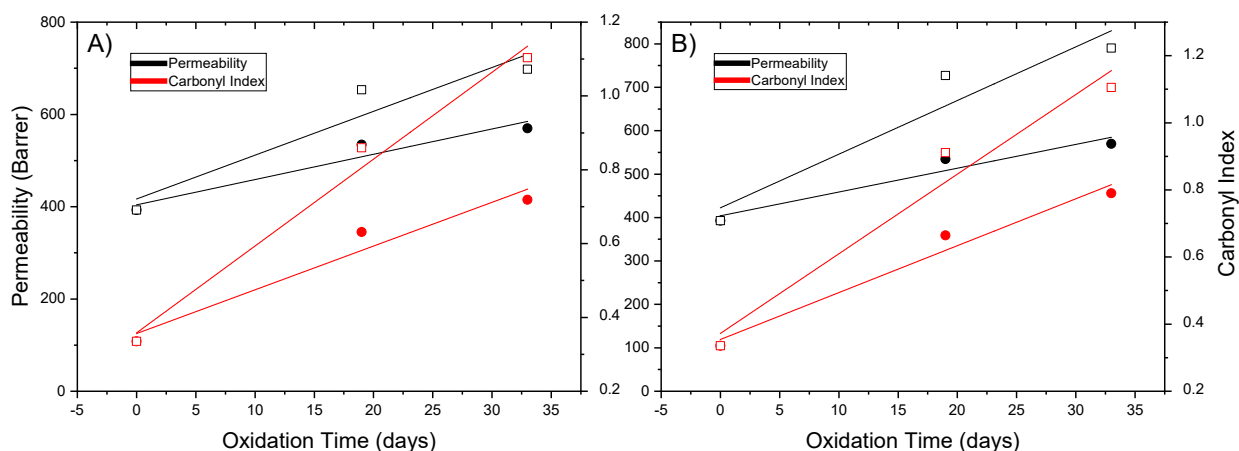 A)
Permeability
Carbonyl Index
Permeability (Barrer)
800
600
400
200
0
1.2
1.0
0.8
0.6
0.4
0.2
-5 0 5 10 15 20 25 30 35
Oxidation Time (days)
B)
Permeability
Carbonyl Index
800
700
600
500
400
300
200
100
0
1.2
1.0
0.8
0.6
0.4
0.2
Carbonyl Index
-5 0 5 10 15 20 25 30 35
Oxidation Time (days)